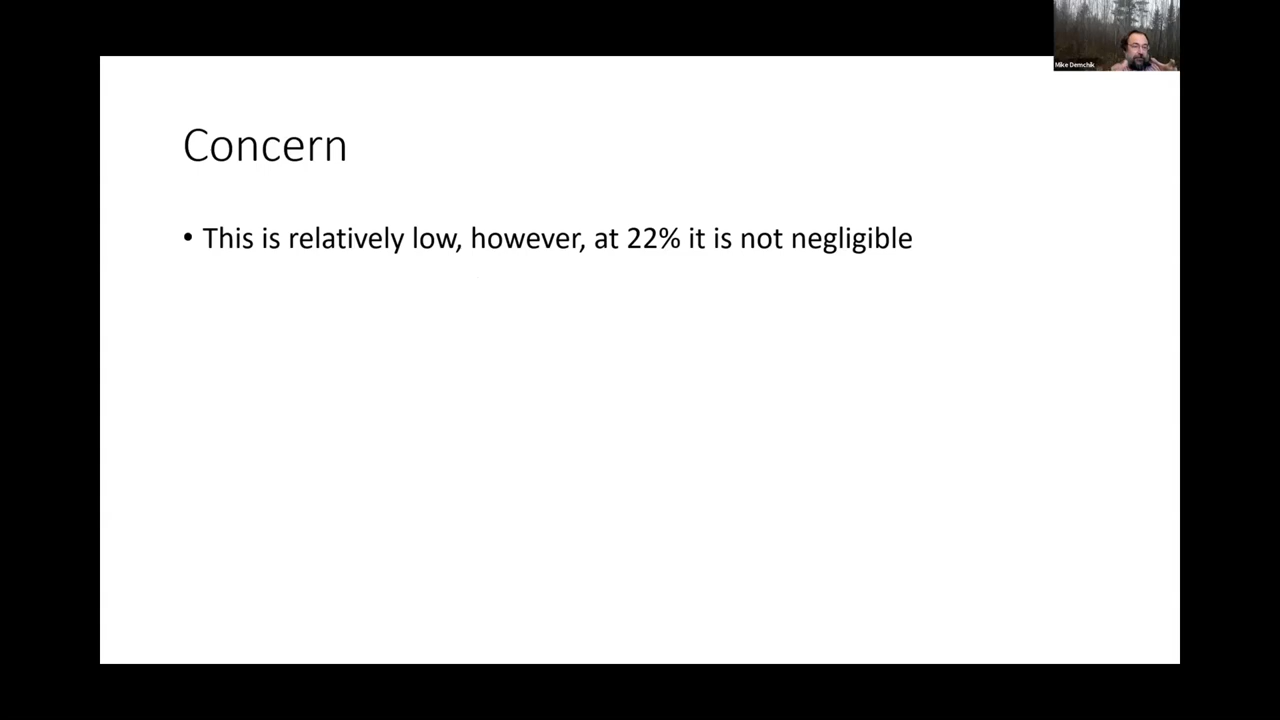 Mike Demchik
Concern
• This is relatively low, however, at 22% it is not negligible